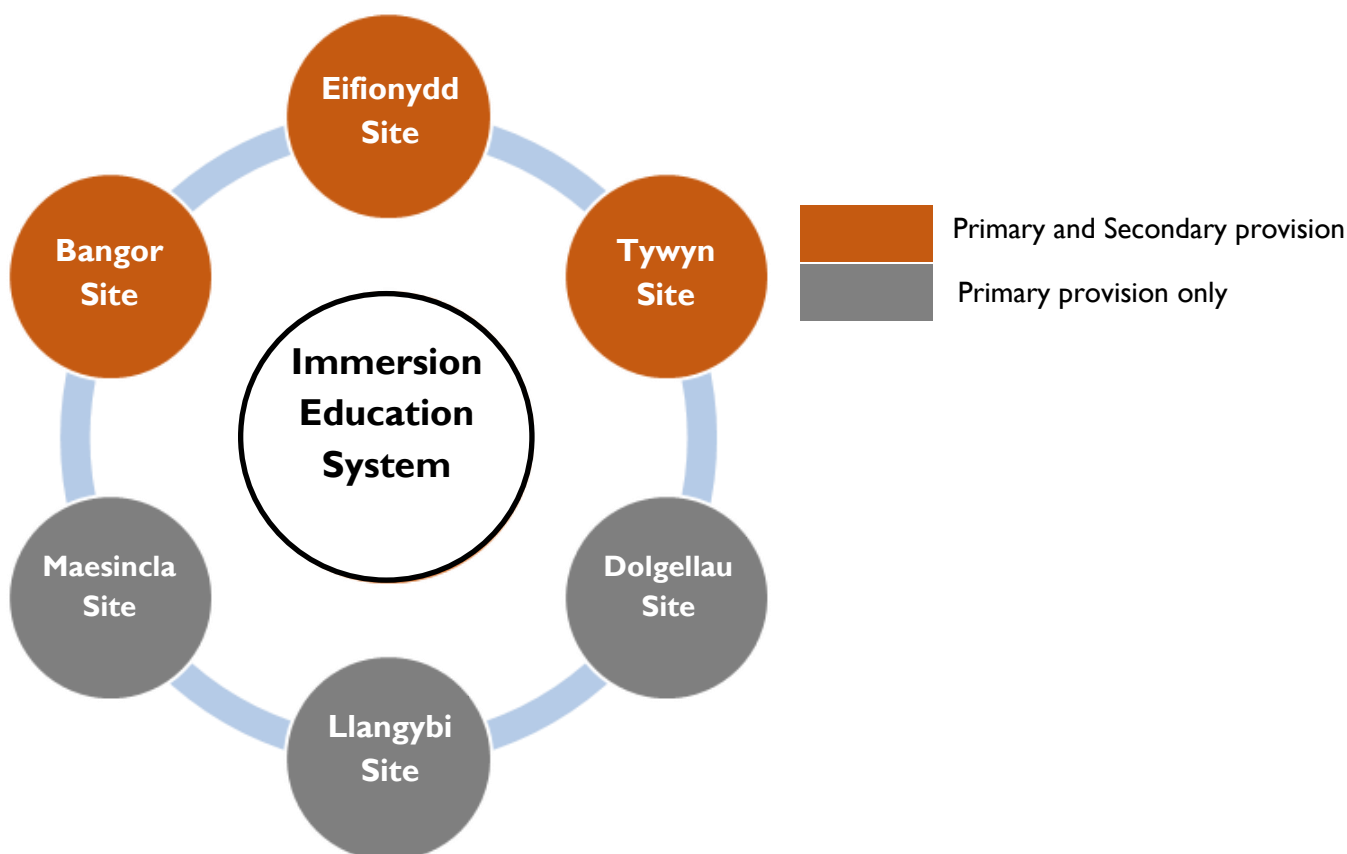 Eifionydd
Site
Bangor
Site
Tywyn
Site
Primary and Secondary provision
Primary provision only
Immersion
Education
System
Maesincla
Site
Dolgellau
Site
Llangybi
Site